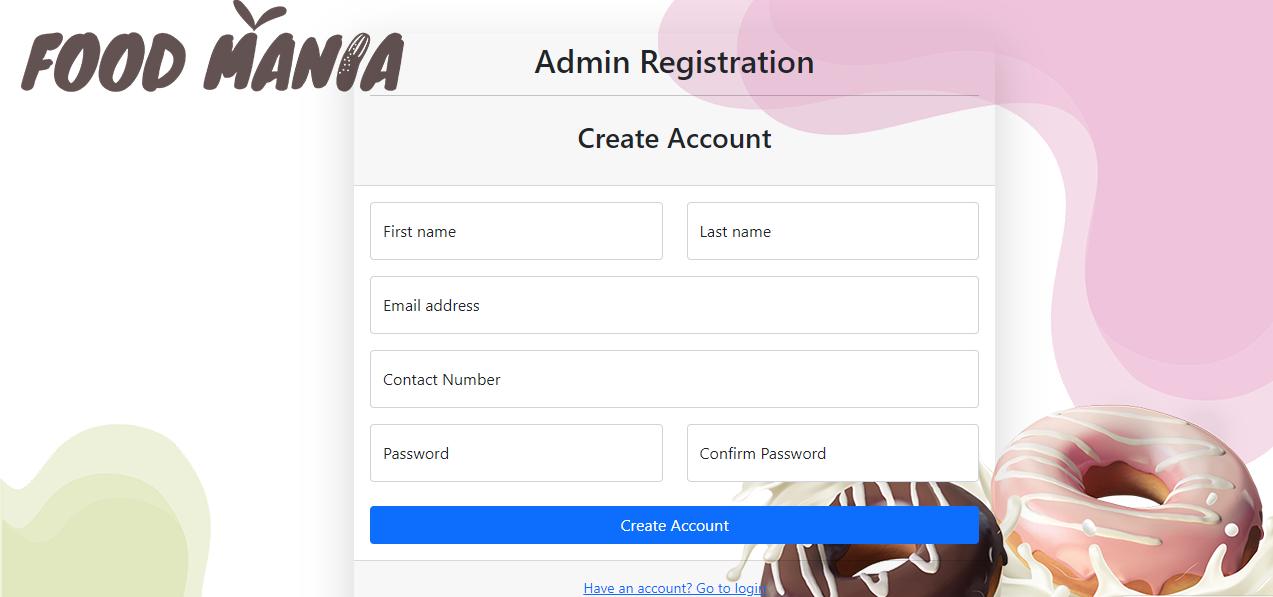 FOOD MANIA
Admin Registration
Create Account
First name
Last name
Email address
Contact Number
Password
Confirm Password
Create Account
Have an account? Go to login